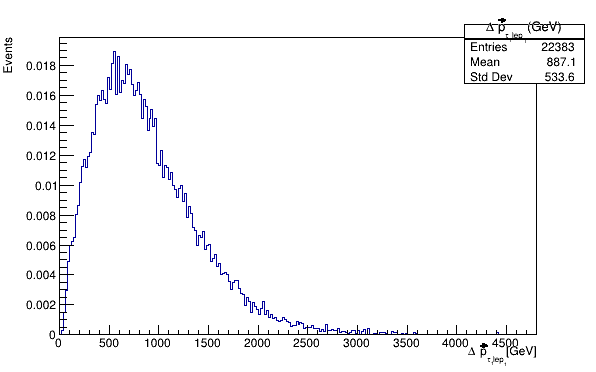 Δ p⃗ τ₁lep₁ (GeV)
Entries 22383
Mean 887.1
Std Dev 533.6
Events
0.018
0.016
0.014
0.012
0.01
0.008
0.006
0.004
0.002
0
0 500 1000 1500 2000 2500 3000 3500 4000 4500
Δ p⃗ τ₁lep₁ [GeV]